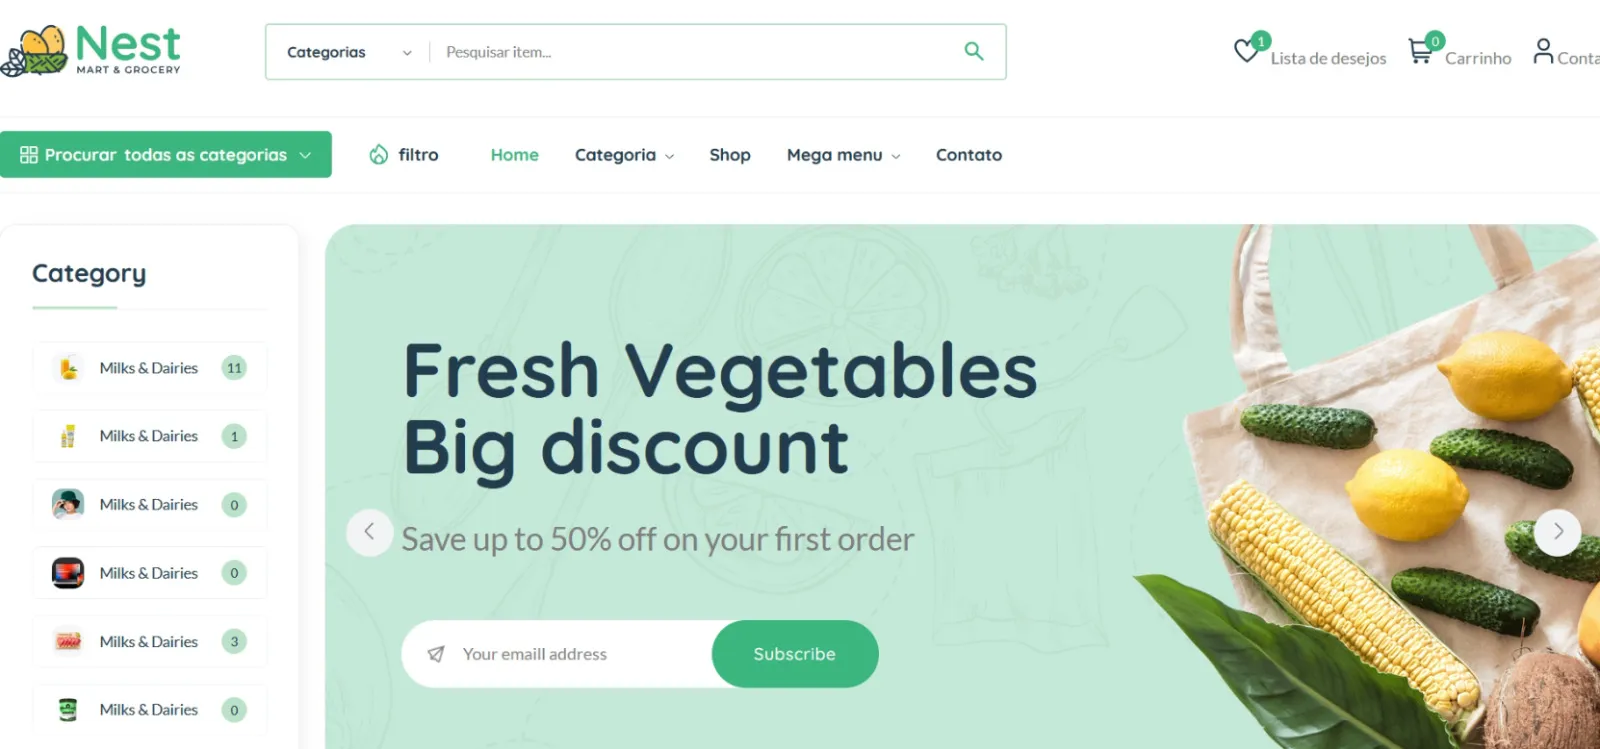 Nest
MART & GROCERY
Categorias
Pesquisar item...
1
Lista de desejos
0
Carrinho
Conta
Procurar todas as categorias
filtro
Home
Categoria
Shop
Mega menu
Contato
Category
Milks & Dairies 11
Milks & Dairies 1
Milks & Dairies 0
Milks & Dairies 0
Milks & Dairies 3
Milks & Dairies 0
Fresh Vegetables
Big discount
Save up to 50% off on your first order
Your emaill address
Subscribe